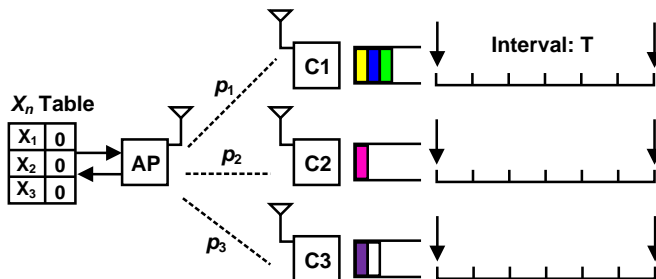 C1
Interval: T
p1
Xn Table
X1 0
X2 0
X3 0
AP
p2
C2
p3
C3